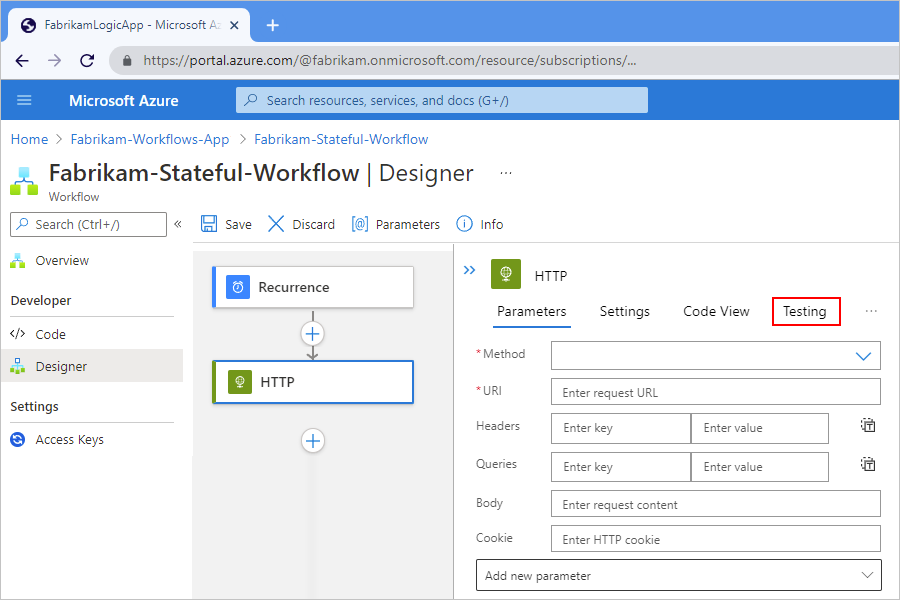 FabrikamLogicApp - Microsoft Az
https://portal.azure.com/@fabrikam.onmicrosoft.com/resource/subscriptions/...
Microsoft Azure
Search resources, services, and docs (G+/)
Home > Fabrikam-Workflows-App > Fabrikam-Stateful-Workflow
Fabrikam-Stateful-Workflow | Designer ...
Workflow
Search (Ctrl+/) «
Save Discard [@] Parameters Info
Overview
Developer
</> Code
Designer
Settings
Access Keys
Recurrence
HTTP
HTTP
Parameters Settings Code View Testing ...
*Method
*URI Enter request URL
Headers Enter key Enter value
Queries Enter key Enter value
Body Enter request content
Cookie Enter HTTP cookie
Add new parameter